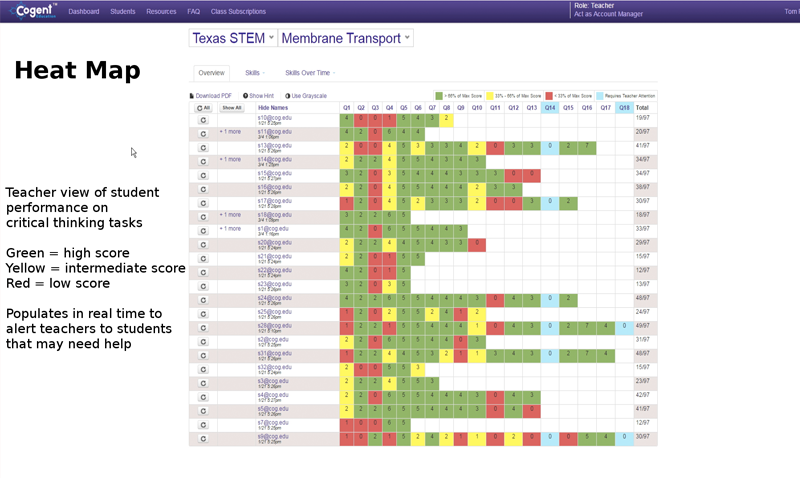 Cogent™
Education
Dashboard Students Resources FAQ Class Subscriptions
Role: Teacher
Act as Account Manager
Tom
Texas STEM Membrane Transport
Heat Map
Overview Skills Skills Over Time
Download PDF Show Hint Use Grayscale
> 66% of Max Score 33% - 66% of Max Score < 33% of Max Score Requires Teacher Attention
All Show All Hide Names Q1 Q2 Q3 Q4 Q5 Q6 Q7 Q8 Q9 Q10 Q11 Q12 Q13 Q14 Q15 Q16 Q17 Q18 Total
s10@cog.edu 4 0 0 1 5 4 3 2 19/97
+ 1 more s11@cog.edu 4 2 0 6 4 4 20/97
s13@cog.edu 2 0 0 4 5 3 3 3 4 2 0 3 3 0 2 7 41/97
+ 1 more s14@cog.edu 2 2 2 4 5 5 4 3 4 3 34/97
s15@cog.edu 3 2 0 3 5 4 4 4 3 3 3 0 0 34/97
s16@cog.edu 2 2 0 4 5 4 4 4 4 2 3 3 38/97
s17@cog.edu 1 2 0 4 5 2 3 3 3 2 0 0 3 0 2 30/97
+ 1 more s18@cog.edu 3 2 2 6 5 18/97
+ 1 more s1@cog.edu 4 2 0 6 5 5 4 4 3 33/97
s20@cog.edu 2 2 2 4 4 5 4 4 3 0 29/97
s21@cog.edu 2 2 0 1 5 5 15/97
s22@cog.edu 4 2 0 1 5 12/97
s23@cog.edu 2 2 0 3 5 13/97
s24@cog.edu 4 2 2 6 5 5 4 4 4 3 0 4 3 0 2 48/97
s25@cog.edu 1 2 0 2 5 5 2 4 1 2 24/97
s28@cog.edu 1 2 2 1 5 5 4 4 4 1 0 4 3 0 2 7 4 0 49/97
s2@cog.edu 2 2 0 6 5 5 4 4 0 3 31/97
s31@cog.edu 1 2 2 4 4 5 3 2 1 1 3 4 3 0 2 7 4 48/97
s32@cog.edu 2 0 0 5 5 3 15/97
s3@cog.edu 2 2 2 4 5 5 3 23/97
s4@cog.edu 2 2 0 6 5 5 4 4 4 3 0 4 3 42/97
s5@cog.edu 2 2 2 6 5 5 4 4 4 3 0 4 0 41/97
s7@cog.edu 1 0 0 6 5 12/97
s9@cog.edu 1 0 2 1 5 2 4 2 1 1 0 2 0 0 0 5 4 0 30/97
Teacher view of student
performance on
critical thinking tasks
Green = high score
Yellow = intermediate score
Red = low score
Populates in real time to
alert teachers to students
that may need help